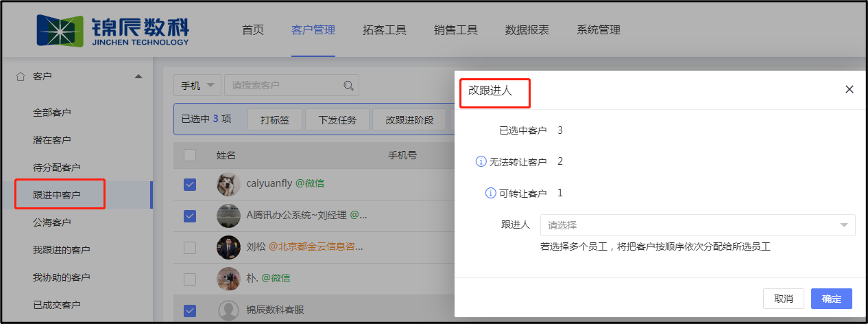 锦辰数科
JINCHEN TECHNOLOGY
首页 客户管理 拓客工具 销售工具 数据报表 系统管理
客户
全部客户
潜在客户
待分配客户
跟进中客户
公海客户
我跟进的客户
我协助的客户
已成交客户
手机 请搜索客户
已选中 3 项 打标签 下发任务 改跟进阶段
姓名 手机号
caiyuanfly @微信
A腾讯办公系统~刘经理 @...
刘松 @北京都金云信息咨...
朴. @微信
锦辰数科客服
改跟进人
已选中客户 3
无法转让客户 2
可转让客户 1
跟进人 请选择
若选择多个员工，将把客户按顺序依次分配给所选员工
取消 确定